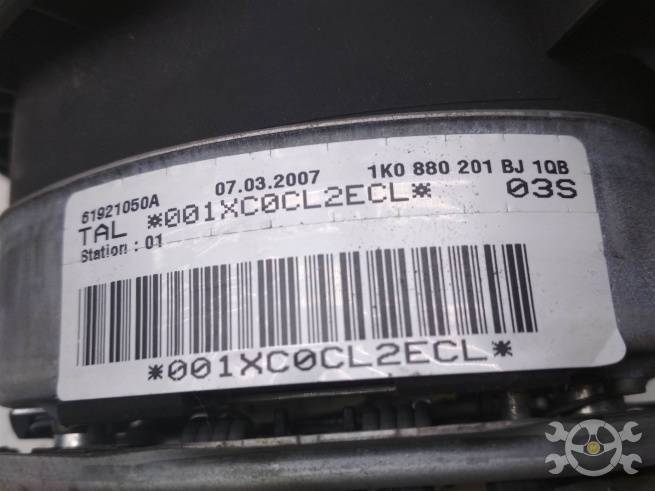 61921050A 07.03.2007 1K0 880 201 BJ 1QB
TAL *001XC0CL2ECL* 03S
Station : 01
*001XC0CL2ECL*